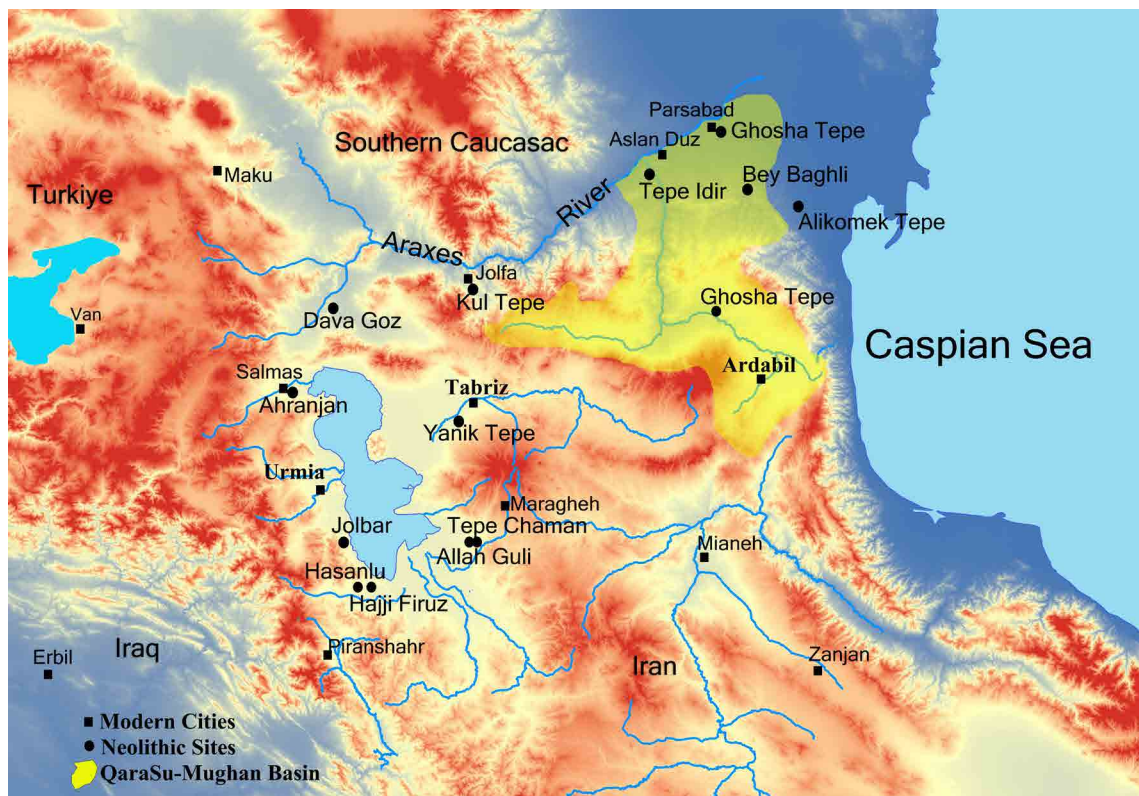 Parsabad
Ghosha Tepe
Aslan Duz
Southern Caucasac
Maku
Tepe Idir
Bey Baghli
Turkiye
River
Alikomek Tepe
Araxes
Jolfa
Kul Tepe
Ghosha Tepe
Dava Goz
Van
Caspian Sea
Salmas
Ardabil
Tabriz
Ahranjan
Yanik Tepe
Urmia
Maragheh
Jolbar
Tepe Chaman
Mianeh
Allah Guli
Hasanlu
Hajji Firuz
Iraq
Piranshahr
Erbil
Iran
Zanjan
Modern Cities
Neolithic Sites
QaraSu-Mughan Basin